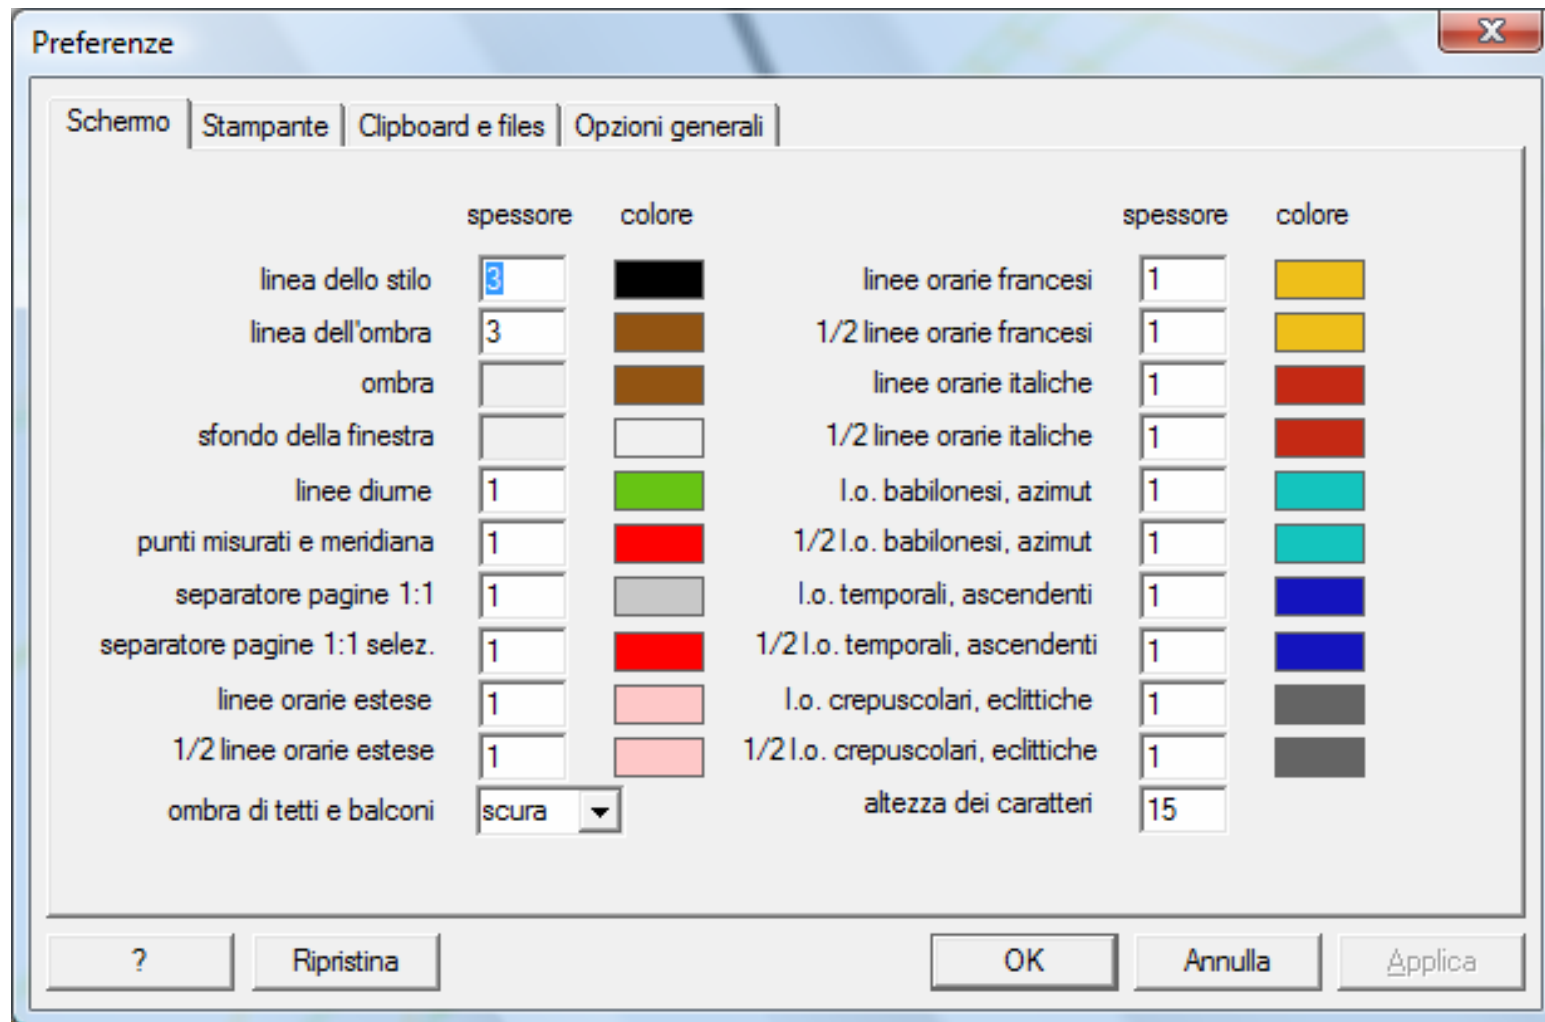 Preferenze
Schermo Stampante Clipboard e files Opzioni generali
spessore colore spessore colore
linea dello stilo 3 linee orarie francesi 1
linea dell'ombra 3 1/2 linee orarie francesi 1
ombra linee orarie italiche 1
sfondo della finestra 1/2 linee orarie italiche 1
linee diurne 1 l.o. babilonesi, azimut 1
punti misurati e meridiana 1 1/2 l.o. babilonesi, azimut 1
separatore pagine 1:1 1 l.o. temporali, ascendenti 1
separatore pagine 1:1 selez. 1 1/2 l.o. temporali, ascendenti 1
linee orarie estese 1 l.o. crepuscolari, eclittiche 1
1/2 linee orarie estese 1 1/2 l.o. crepuscolari, eclittiche 1
ombra di tetti e balconi scura altezza dei caratteri 15
? Ripristina OK Annulla Applica